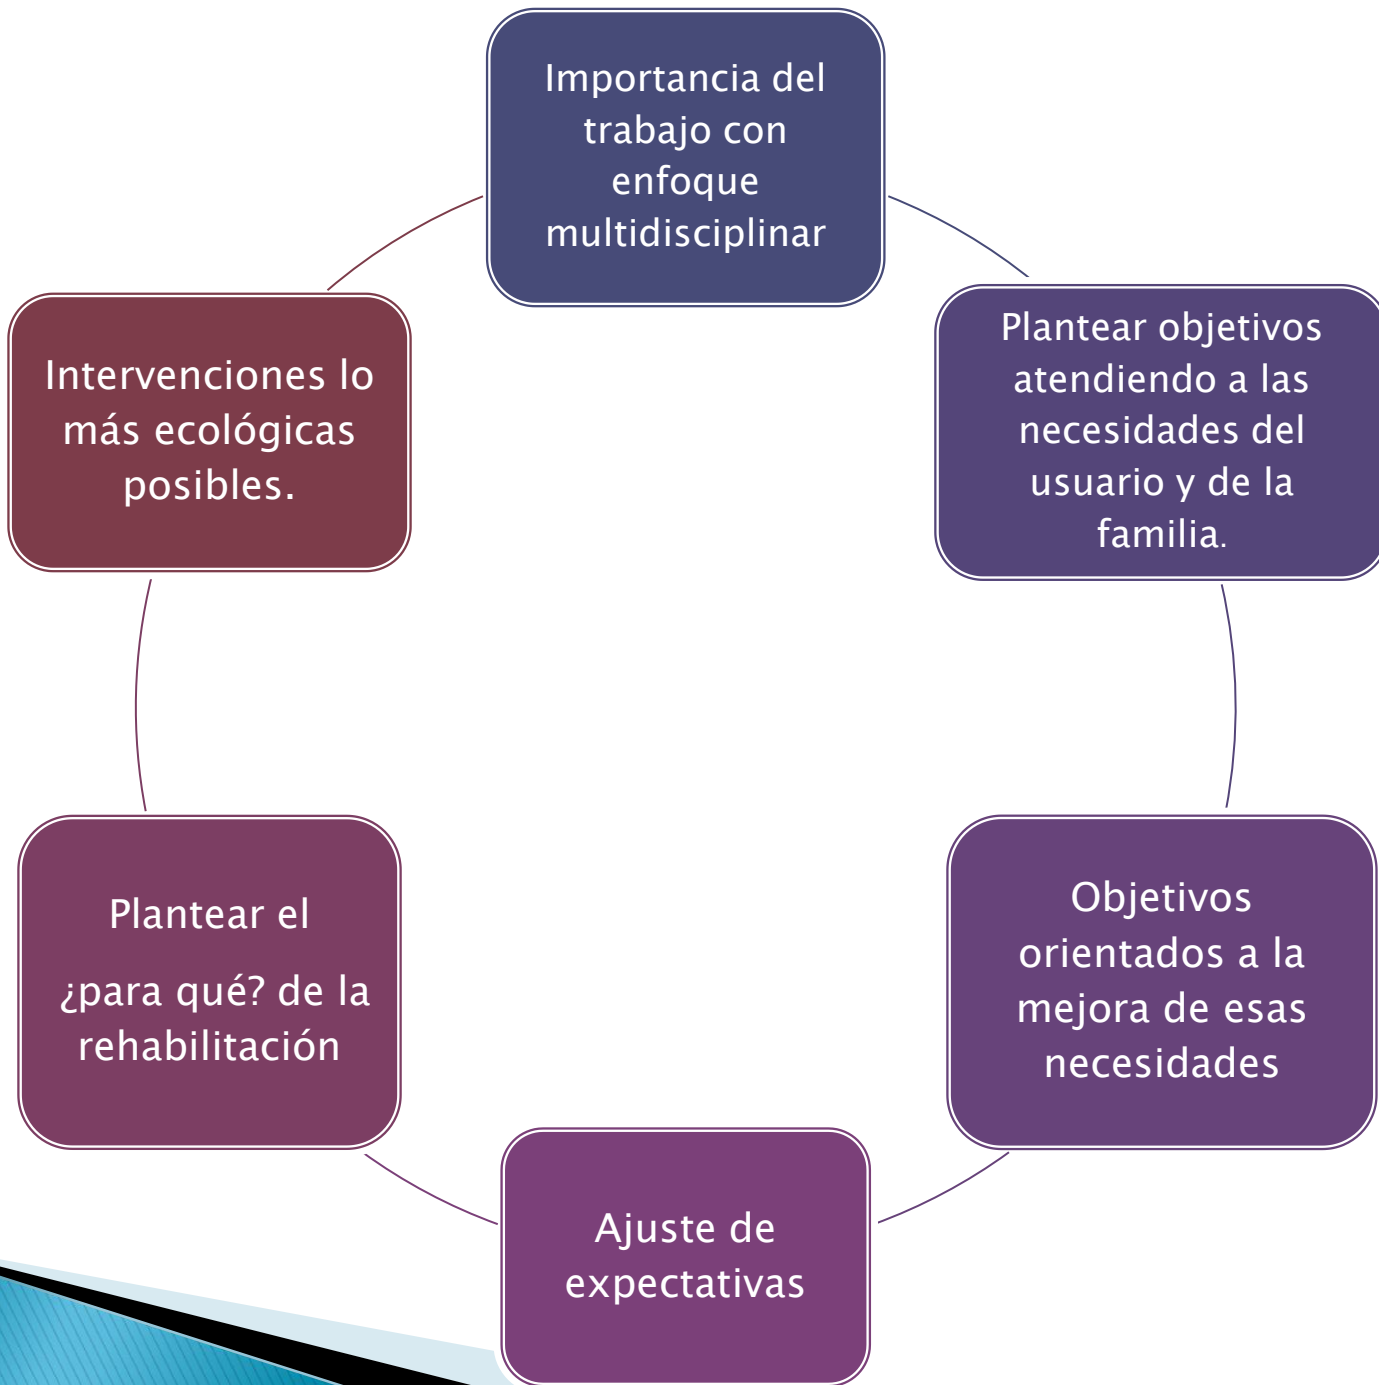 Importancia del
trabajo con
enfoque
multidisciplinar
Plantear objetivos
atendiendo a las
necesidades del
usuario y de la
familia.
Objetivos
orientados a la
mejora de esas
necesidades
Ajuste de
expectativas
Plantear el
¿para qué? de la
rehabilitación
Intervenciones lo
más ecológicas
posibles.